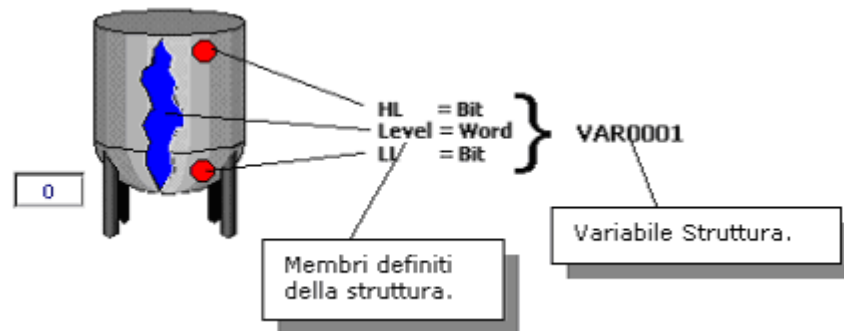 HL = Bit
Level = Word
LL = Bit
VAR0001
0
Membri definiti
della struttura.
Variabile Struttura.